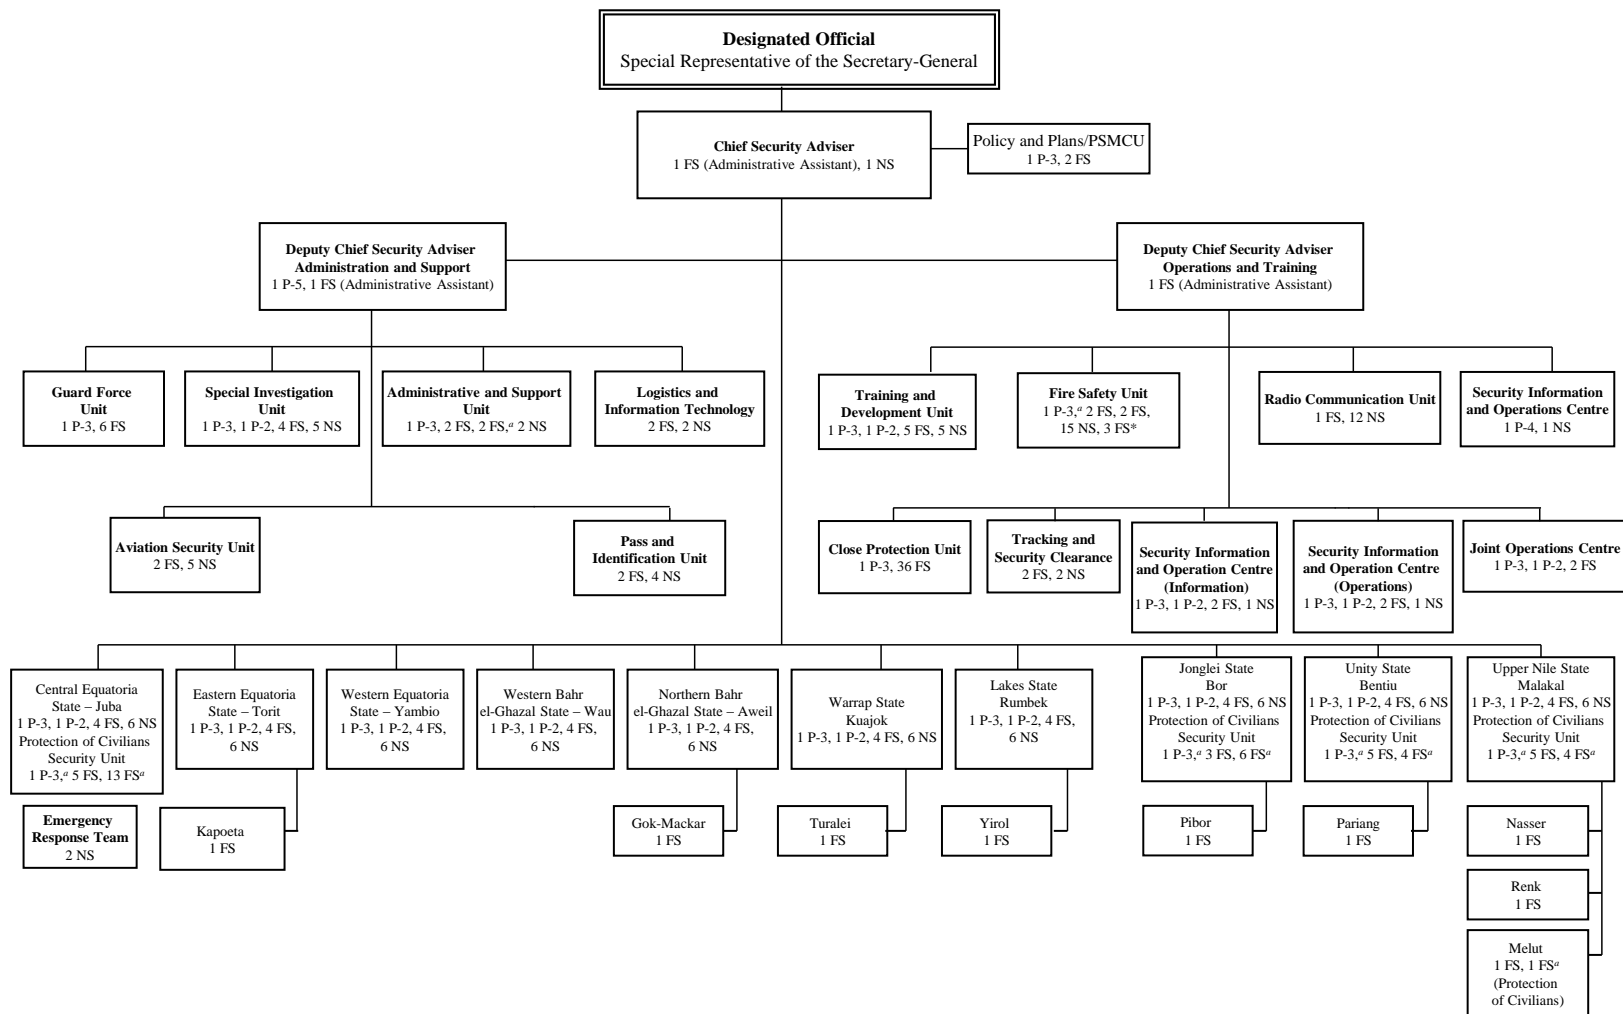 Designated Official
Special Representative of the Secretary-General
Chief Security Adviser
1 FS (Administrative Assistant), 1 NS
Policy and Plans/PSMCU
1 P-3, 2 FS
Deputy Chief Security Adviser
Administration and Support
1 P-5, 1 FS (Administrative Assistant)
Deputy Chief Security Adviser
Operations and Training
1 FS (Administrative Assistant)
Guard Force
Unit
1 P-3, 6 FS
Special Investigation
Unit
1 P-3, 1 P-2, 4 FS, 5 NS
Administrative and Support
Unit
1 P-3, 2 FS, 2 FS,ᵃ 2 NS
Logistics and
Information Technology
2 FS, 2 NS
Training and
Development Unit
1 P-3, 1 P-2, 5 FS, 5 NS
Fire Safety Unit
1 P-3,ᵃ 2 FS, 2 FS,
15 NS, 3 FS*
Radio Communication Unit
1 FS, 12 NS
Security Information
and Operations Centre
1 P-4, 1 NS
Aviation Security Unit
2 FS, 5 NS
Pass and
Identification Unit
2 FS, 4 NS
Close Protection Unit
1 P-3, 36 FS
Tracking and
Security Clearance
2 FS, 2 NS
Security Information
and Operation Centre
(Information)
1 P-3, 1 P-2, 2 FS, 1 NS
Security Information
and Operation Centre
(Operations)
1 P-3, 1 P-2, 2 FS, 1 NS
Joint Operations Centre
1 P-3, 1 P-2, 2 FS
Central Equatoria
State – Juba
1 P-3, 1 P-2, 4 FS, 6 NS
Protection of Civilians
Security Unit
1 P-3,ᵃ 5 FS, 13 FSᵃ
Eastern Equatoria
State – Torit
1 P-3, 1 P-2, 4 FS,
6 NS
Western Equatoria
State – Yambio
1 P-3, 1 P-2, 4 FS,
6 NS
Western Bahr
el-Ghazal State – Wau
1 P-3, 1 P-2, 4 FS,
6 NS
Northern Bahr
el-Ghazal State – Aweil
1 P-3, 1 P-2, 4 FS,
6 NS
Warrap State
Kuajok
1 P-3, 1 P-2, 4 FS, 6 NS
Lakes State
Rumbek
1 P-3, 1 P-2, 4 FS,
6 NS
Jonglei State
Bor
1 P-3, 1 P-2, 4 FS, 6 NS
Protection of Civilians
Security Unit
1 P-3,ᵃ 3 FS, 6 FSᵃ
Unity State
Bentiu
1 P-3, 1 P-2, 4 FS, 6 NS
Protection of Civilians
Security Unit
1 P-3,ᵃ 5 FS, 4 FSᵃ
Upper Nile State
Malakal
1 P-3, 1 P-2, 4 FS, 6 NS
Protection of Civilians
Security Unit
1 P-3,ᵃ 5 FS, 4 FSᵃ
Emergency
Response Team
2 NS
Kapoeta
1 FS
Gok-Mackar
1 FS
Turalei
1 FS
Yirol
1 FS
Pibor
1 FS
Pariang
1 FS
Nasser
1 FS
Renk
1 FS
Melut
1 FS, 1 FSᵃ
(Protection
of Civilians)